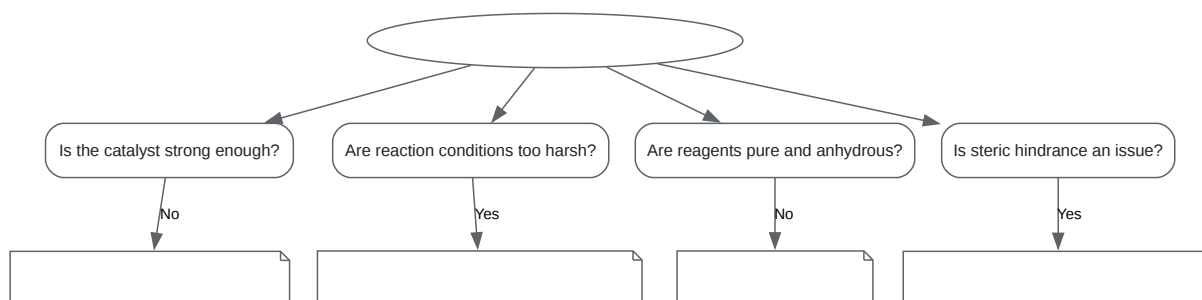 Is the catalyst strong enough?
Are reaction conditions too harsh?
Are reagents pure and anhydrous?
Is steric hindrance an issue?
No
Yes
No
Yes